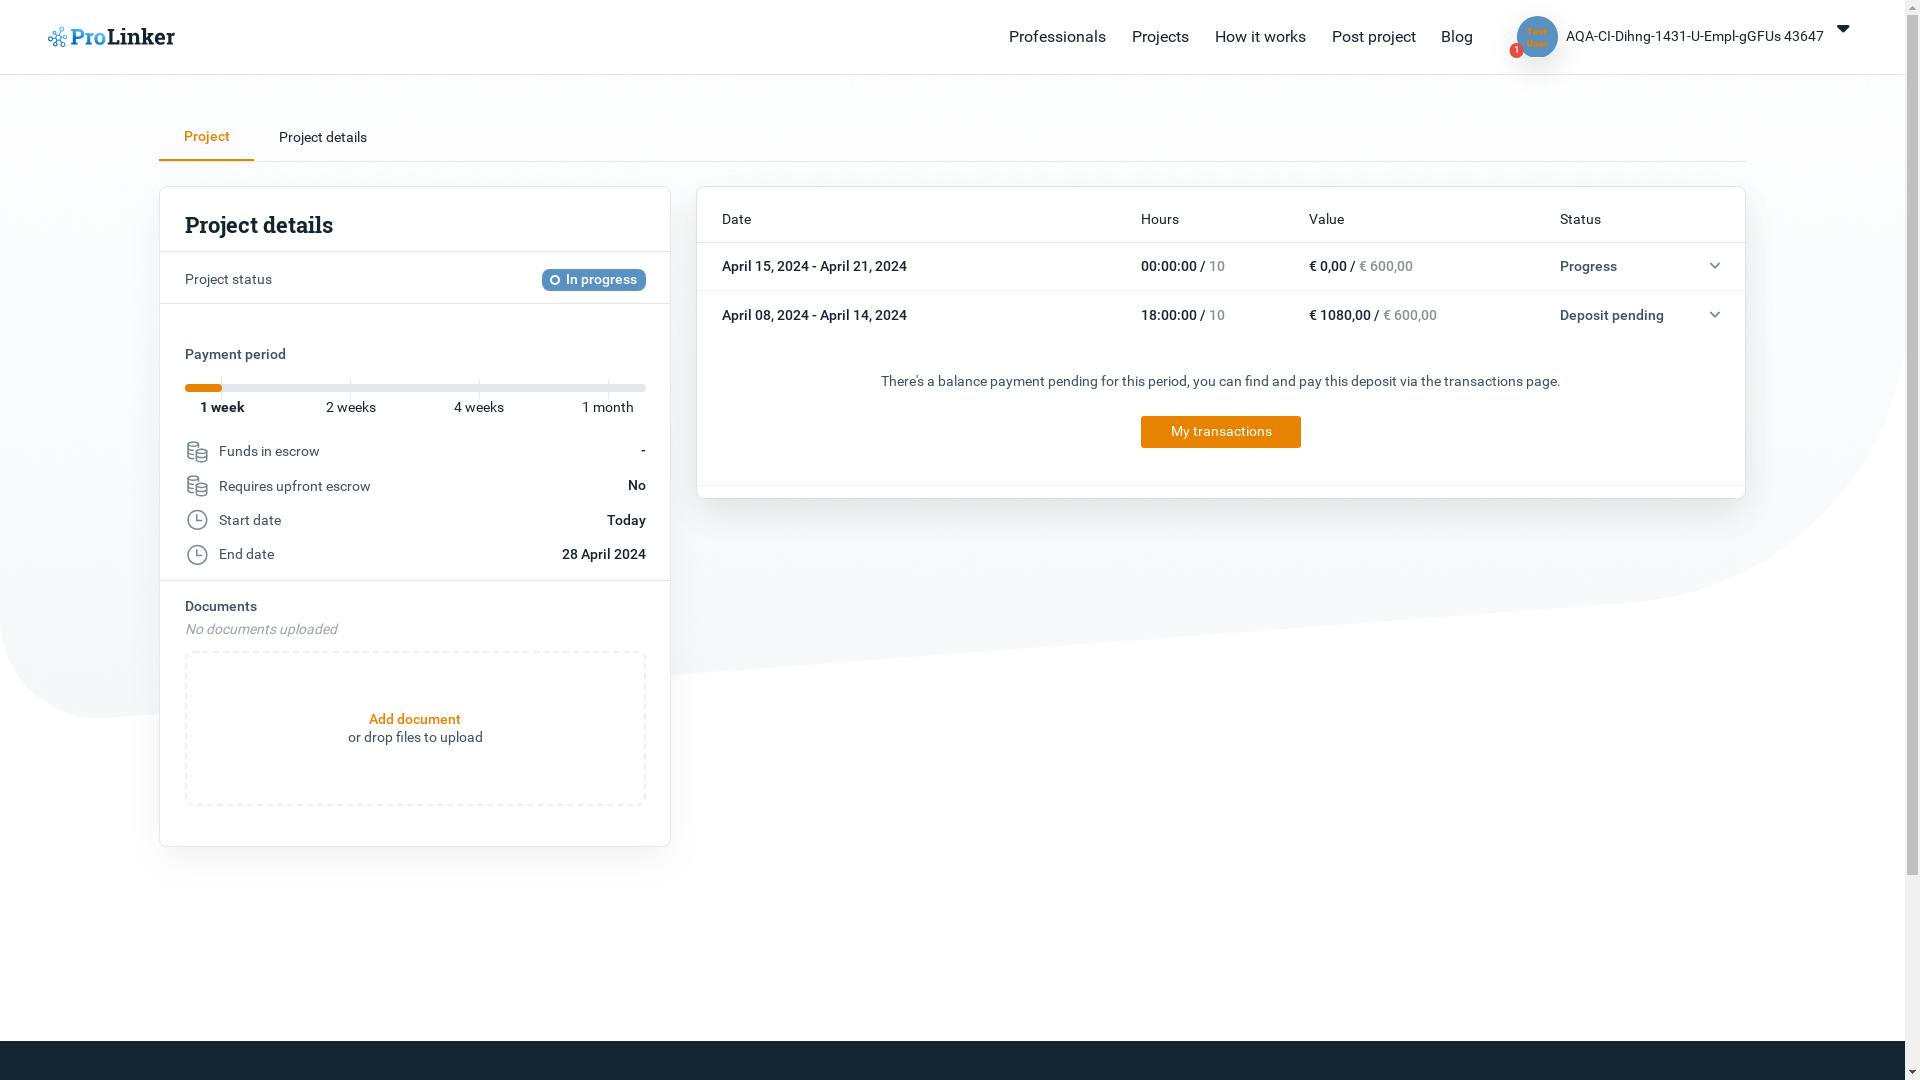 ProLinker
Professionals
Projects
How it works
Post project
Blog
Test
User
1
AQA-CI-Dihng-1431-U-Empl-gGFUs 43647
Project
Project details
Project details
Project status
In progress
Payment period
1 week
2 weeks
4 weeks
1 month
Funds in escrow
-
Requires upfront escrow
No
Start date
Today
End date
28 April 2024
Documents
No documents uploaded
Add document
or drop files to upload
Date
Hours
Value
Status
April 15, 2024 - April 21, 2024
00:00:00 / 10
€ 0,00 / € 600,00
Progress
April 08, 2024 - April 14, 2024
18:00:00 / 10
€ 1080,00 / € 600,00
Deposit pending
There's a balance payment pending for this period, you can find and pay this deposit via the transactions page.
My transactions